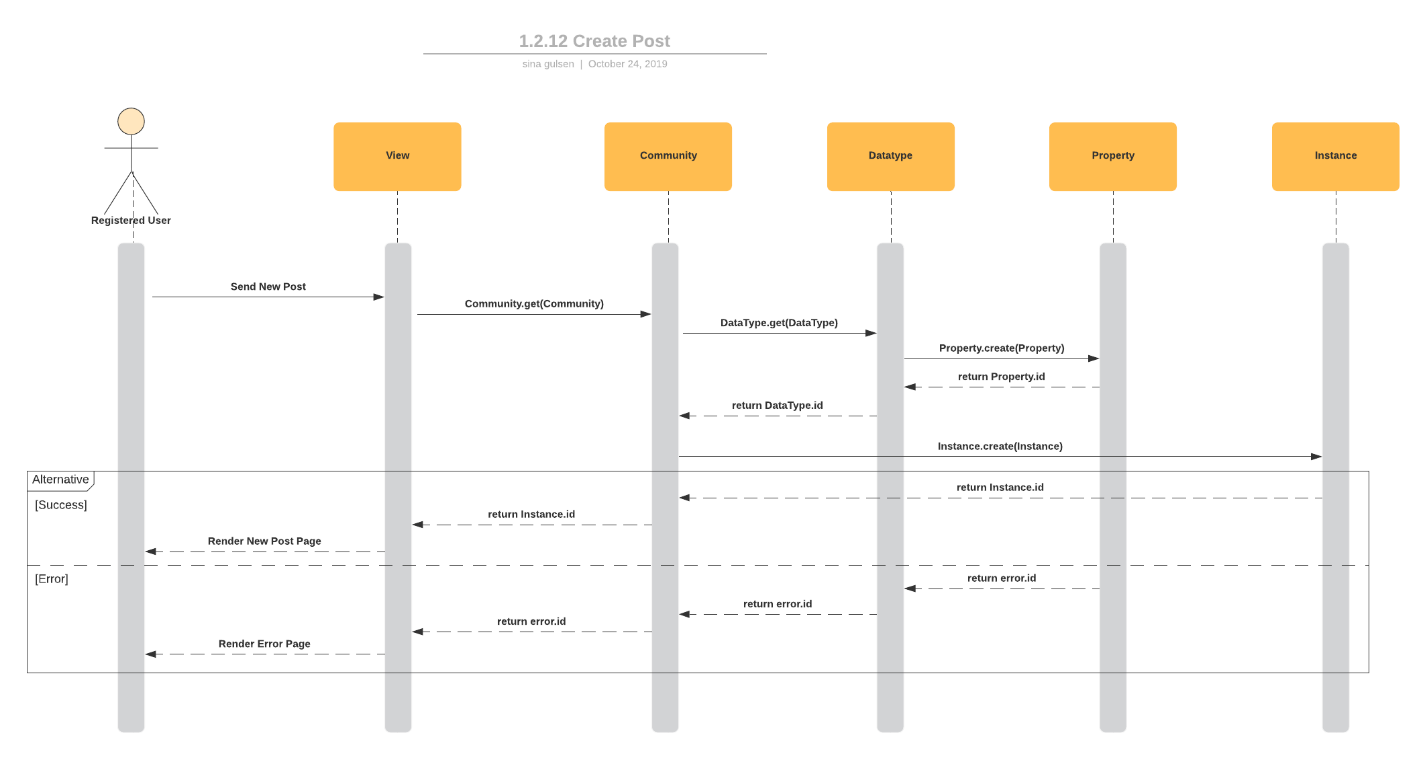 1.2.12 Create Post
sina gulsen | October 24, 2019
View
Community
Datatype
Property
Instance
Registered User
Send New Post
Community.get(Community)
DataType.get(DataType)
Property.create(Property)
return Property.id
return DataType.id
Instance.create(Instance)
Alternative
return Instance.id
[Success]
return Instance.id
Render New Post Page
[Error]
return error.id
return error.id
return error.id
Render Error Page